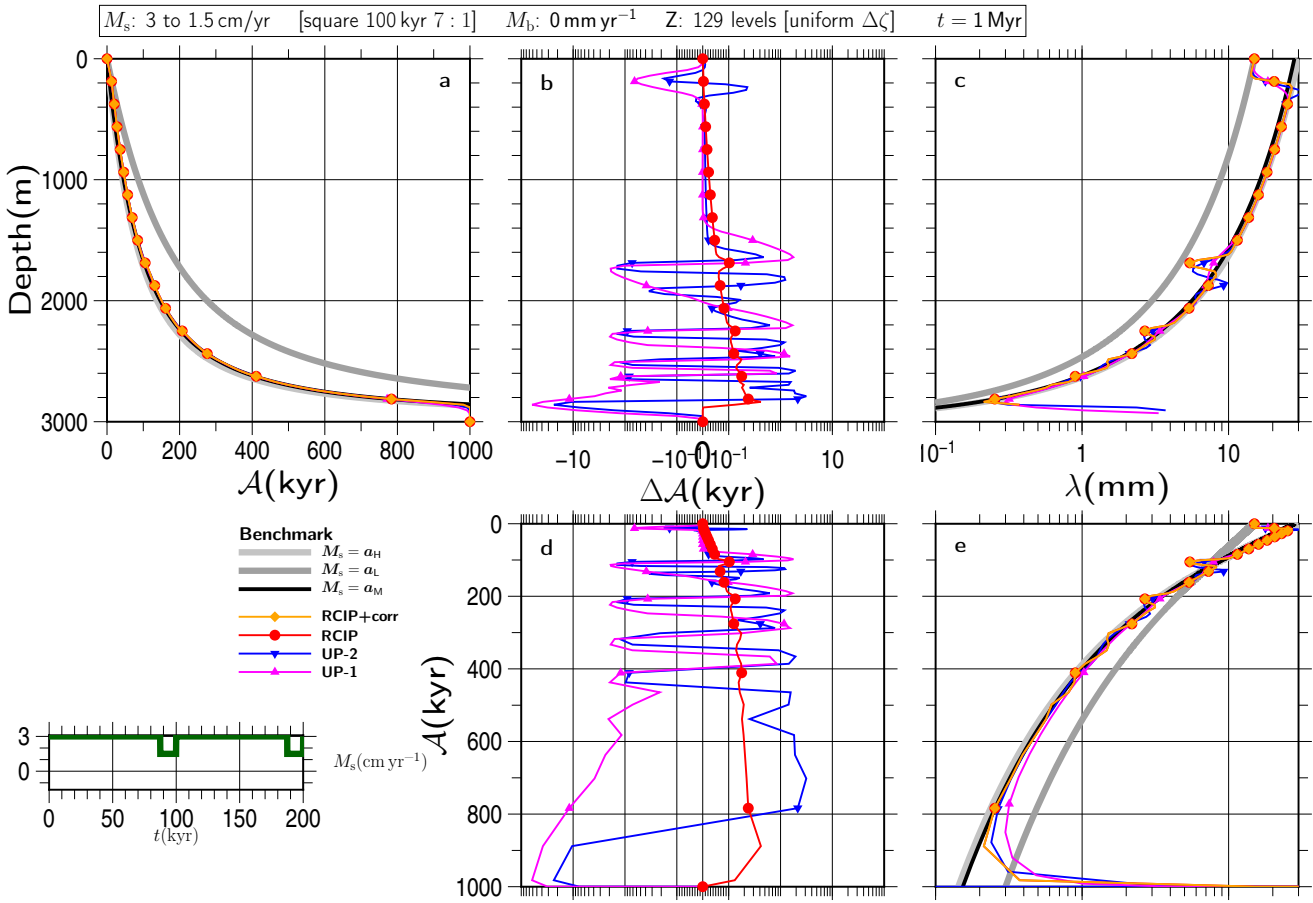 Mₛ: 3 to 1.5 cm/yr [square 100 kyr 7 : 1] M_b: 0 mm yr⁻¹ Z: 129 levels [uniform Δζ] t = 1 Myr
a
b
c
Depth(m)
0
1000
2000
3000
0 200 400 600 800 1000
−10 −10⁻¹ 0 10⁻¹ 10
10⁻¹ 1 10
𝒜(kyr)
Δ𝒜(kyr)
λ(mm)
Benchmark
Mₛ = a_H
Mₛ = a_L
Mₛ = a_M
RCIP+corr
RCIP
UP-2
UP-1
d
e
𝒜(kyr)
0
200
400
600
800
1000
3
0
Mₛ(cm yr⁻¹)
0 50 100 150 200
t(kyr)